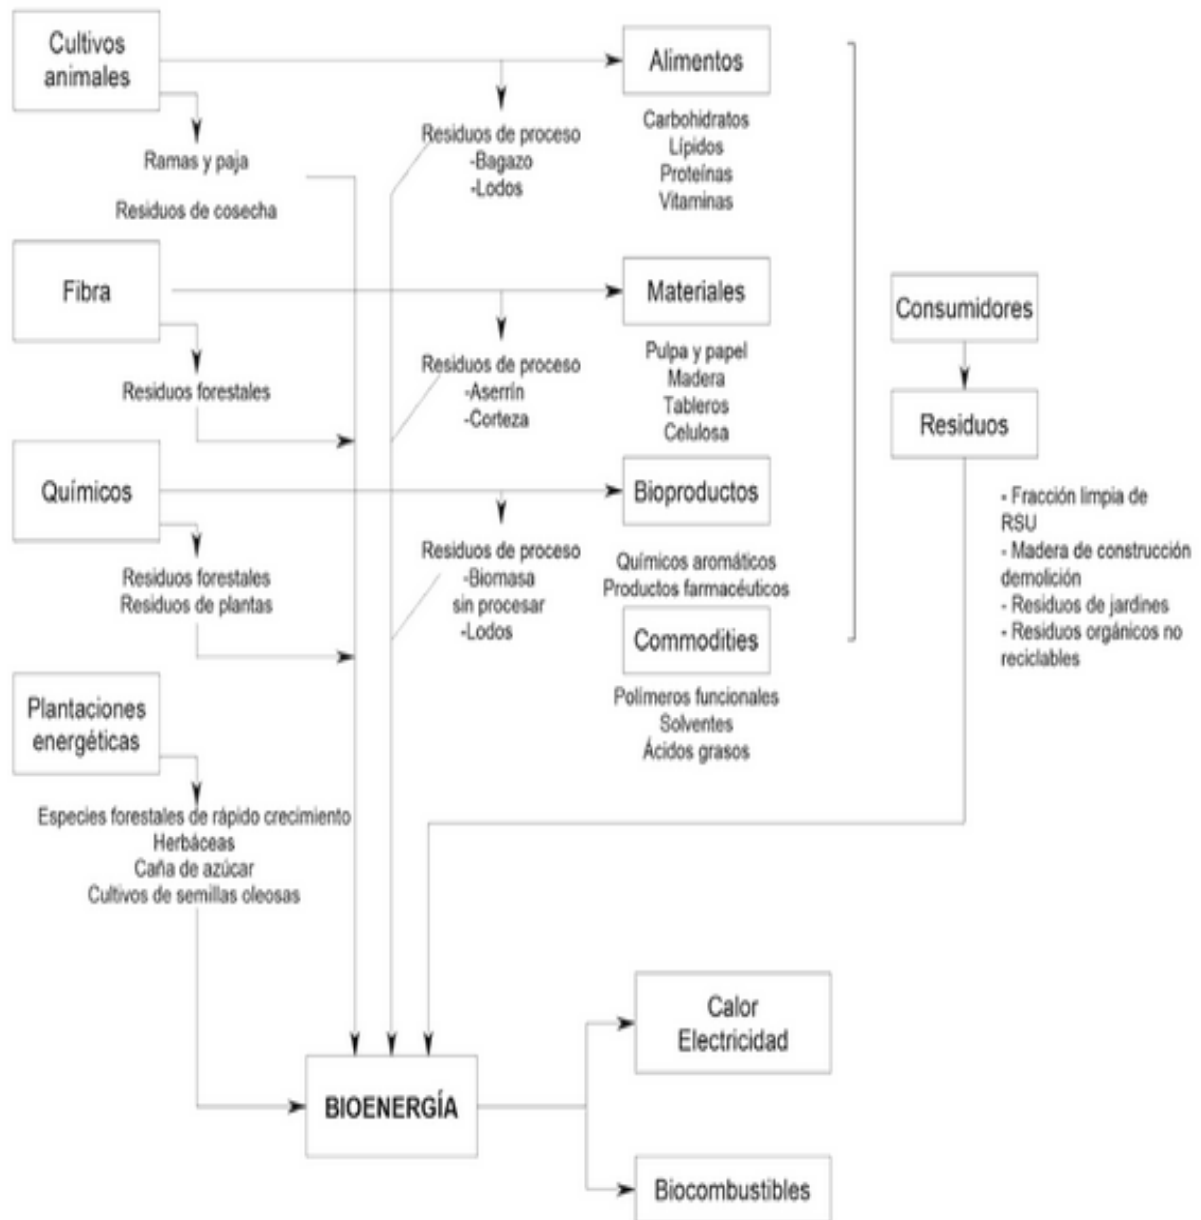 Cultivos
animales
Alimentos
Ramas y paja
Residuos de cosecha
Residuos de proceso
-Bagazo
-Lodos
Carbohidratos
Lípidos
Proteínas
Vitaminas
Fibra
Materiales
Consumidores
Residuos forestales
Residuos de proceso
-Aserrín
-Corteza
Pulpa y papel
Madera
Tableros
Celulosa
Residuos
Químicos
Bioproductos
- Fracción limpia de
RSU
- Madera de construcción
demolición
- Residuos de jardines
- Residuos orgánicos no
reciclables
Residuos forestales
Residuos de plantas
Residuos de proceso
-Biomasa
sin procesar
-Lodos
Químicos aromáticos
Productos farmacéuticos
Commodities
Polímeros funcionales
Solventes
Ácidos grasos
Plantaciones
energéticas
Especies forestales de rápido crecimiento
Herbáceas
Caña de azúcar
Cultivos de semillas oleosas
Calor
Electricidad
BIOENERGÍA
Biocombustibles